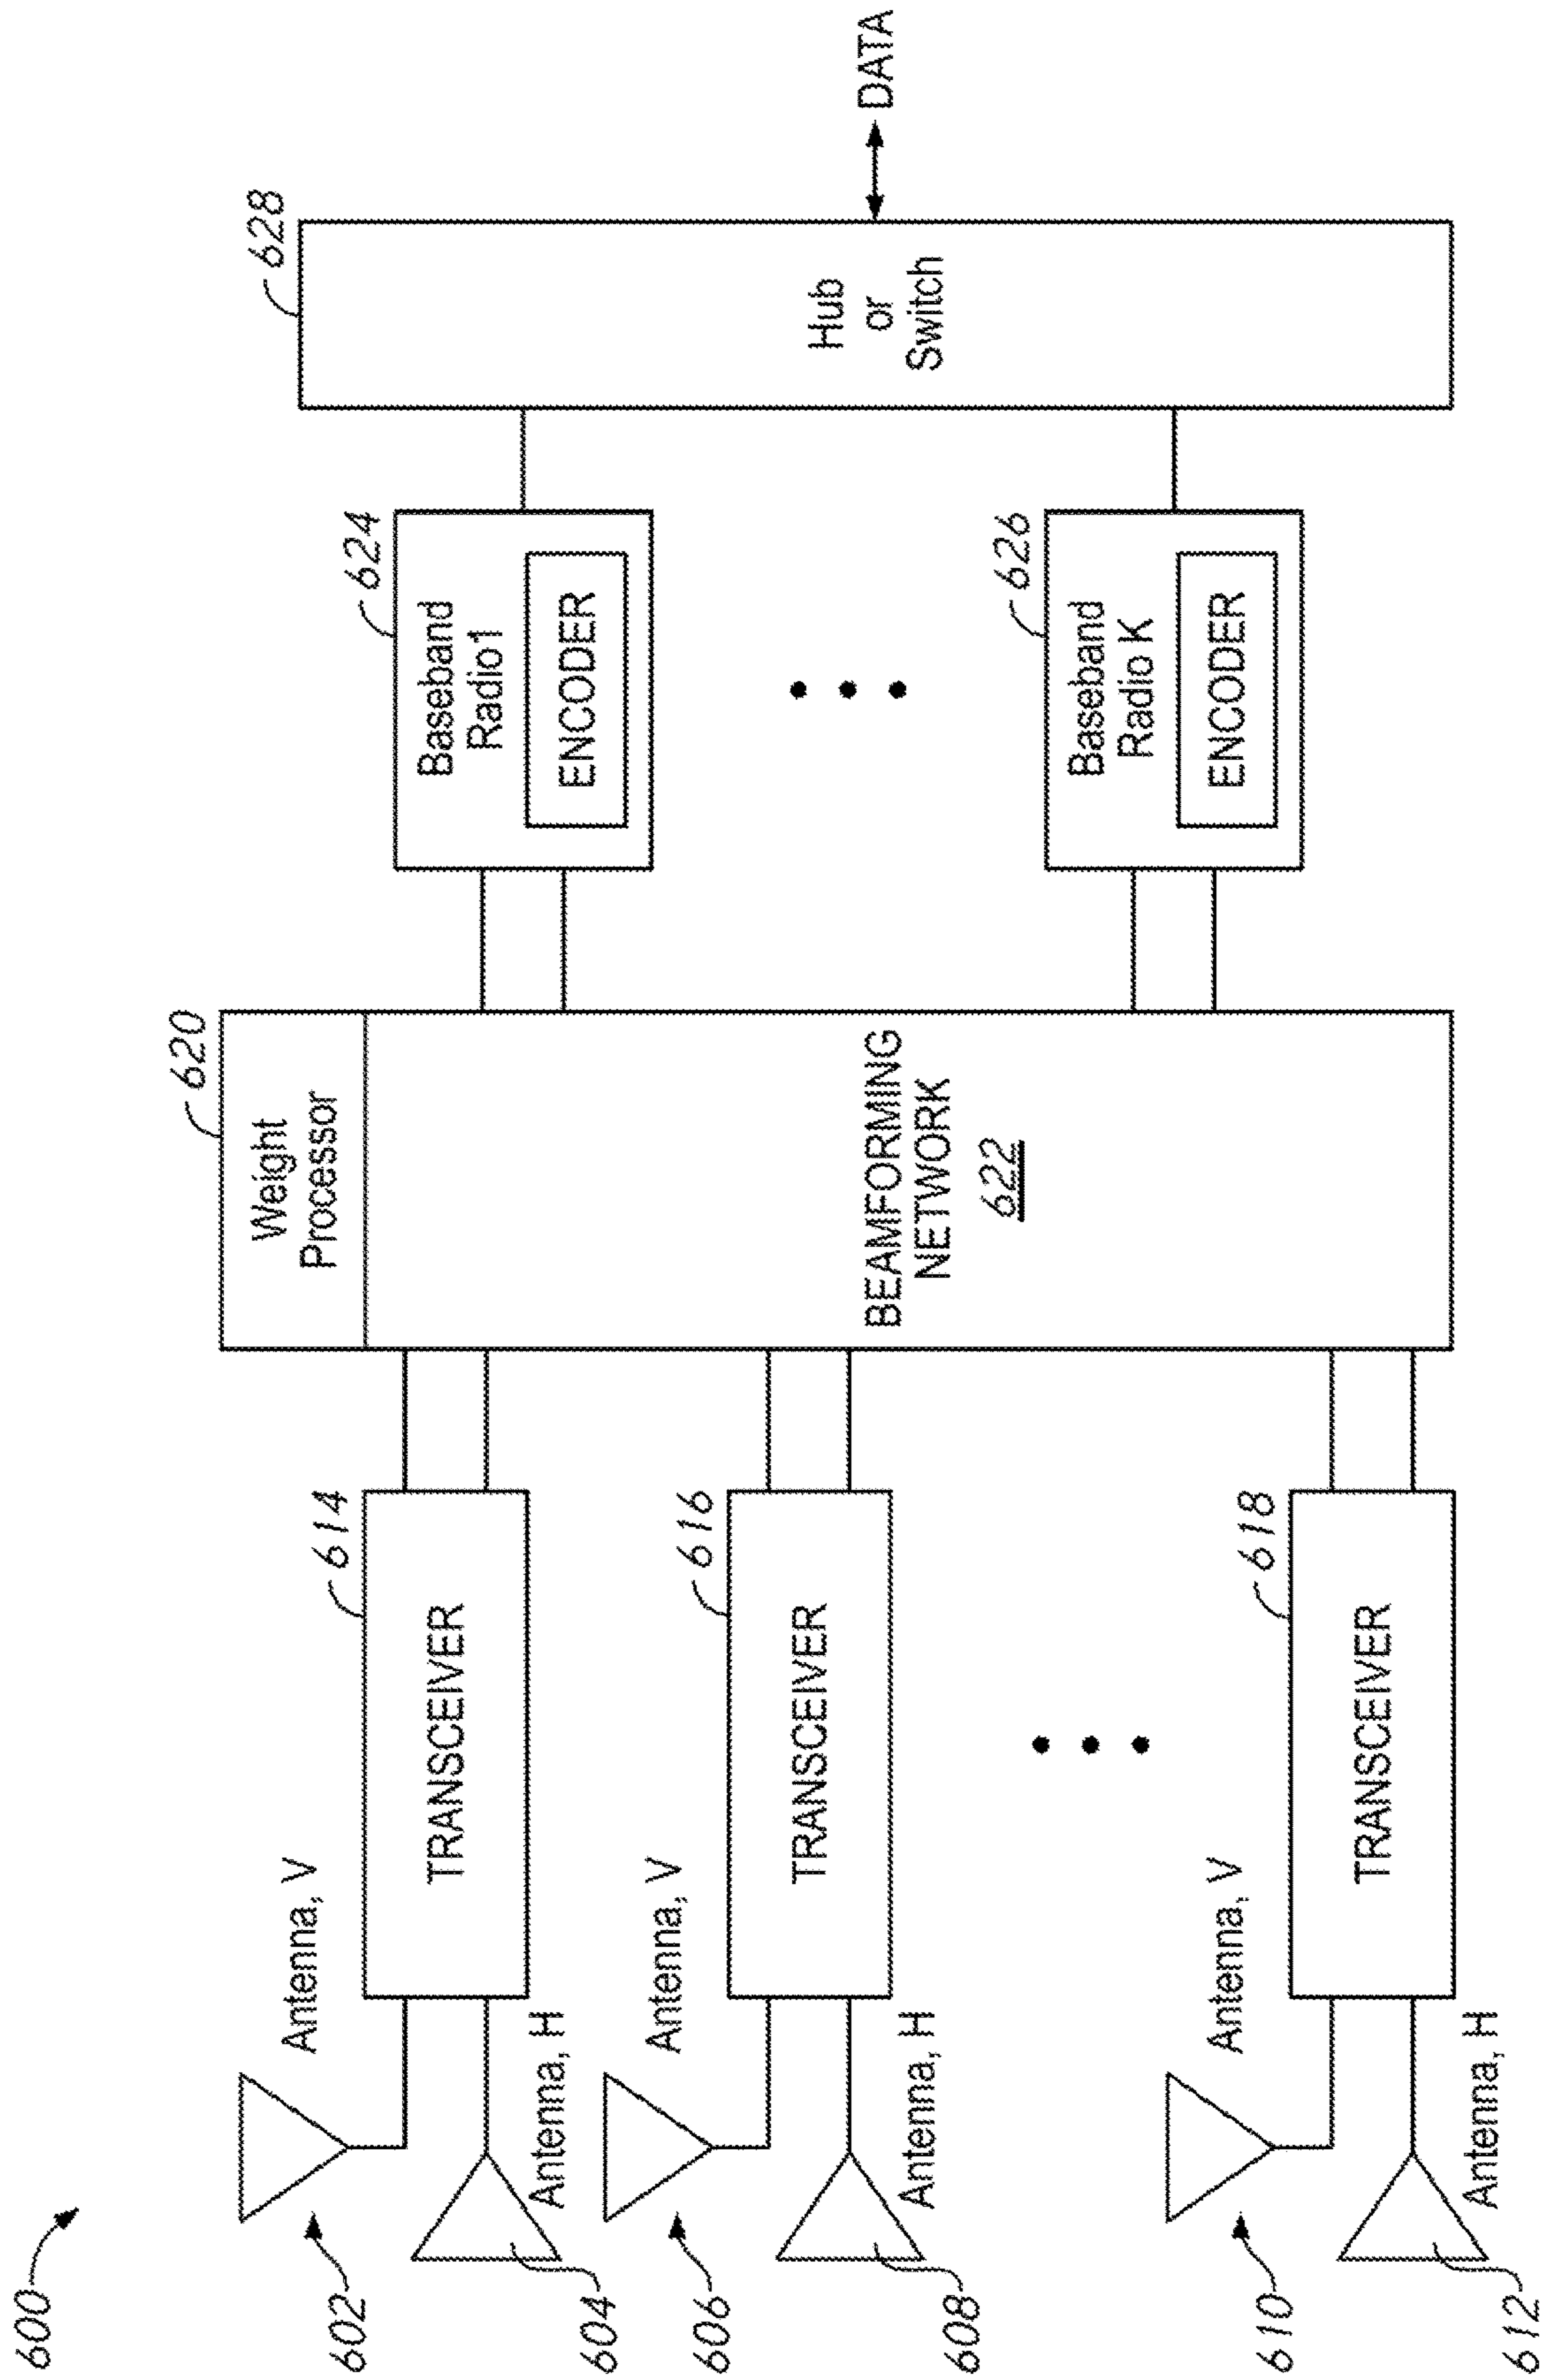 600
602
Antenna, V
604
Antenna, H
614
TRANSCEIVER
606
Antenna, V
608
Antenna, H
616
TRANSCEIVER
610
Antenna, V
612
Antenna, H
618
TRANSCEIVER
620
Weight
Processor
BEAMFORMING
NETWORK
622
624
Baseband
Radio1
ENCODER
626
Baseband
Radio K
ENCODER
628
Hub
or
Switch
DATA